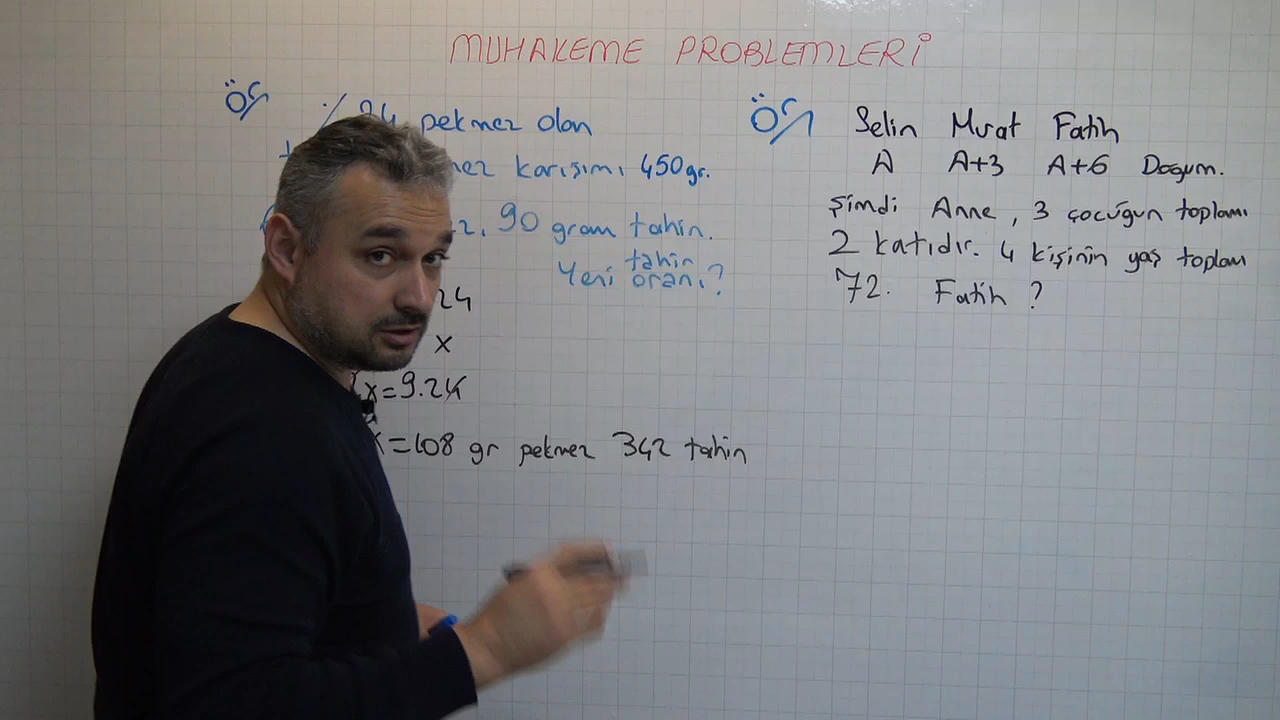 MUHAKEME PROBLEMLERİ
Ör/ % 24 pekmez olan
karışımı 450gr.
90 gram tahin.
Yeni tahin oranı?
24
x
x=9.24
x=108 gr pekmez 342 tahin
Ör/ Selin Murat Fatih
A A+3 A+6 Doğum.
Şimdi Anne, 3 çocuğun toplamı
2 katıdır. 4 kişinin yaş toplamı
72. Fatih ?